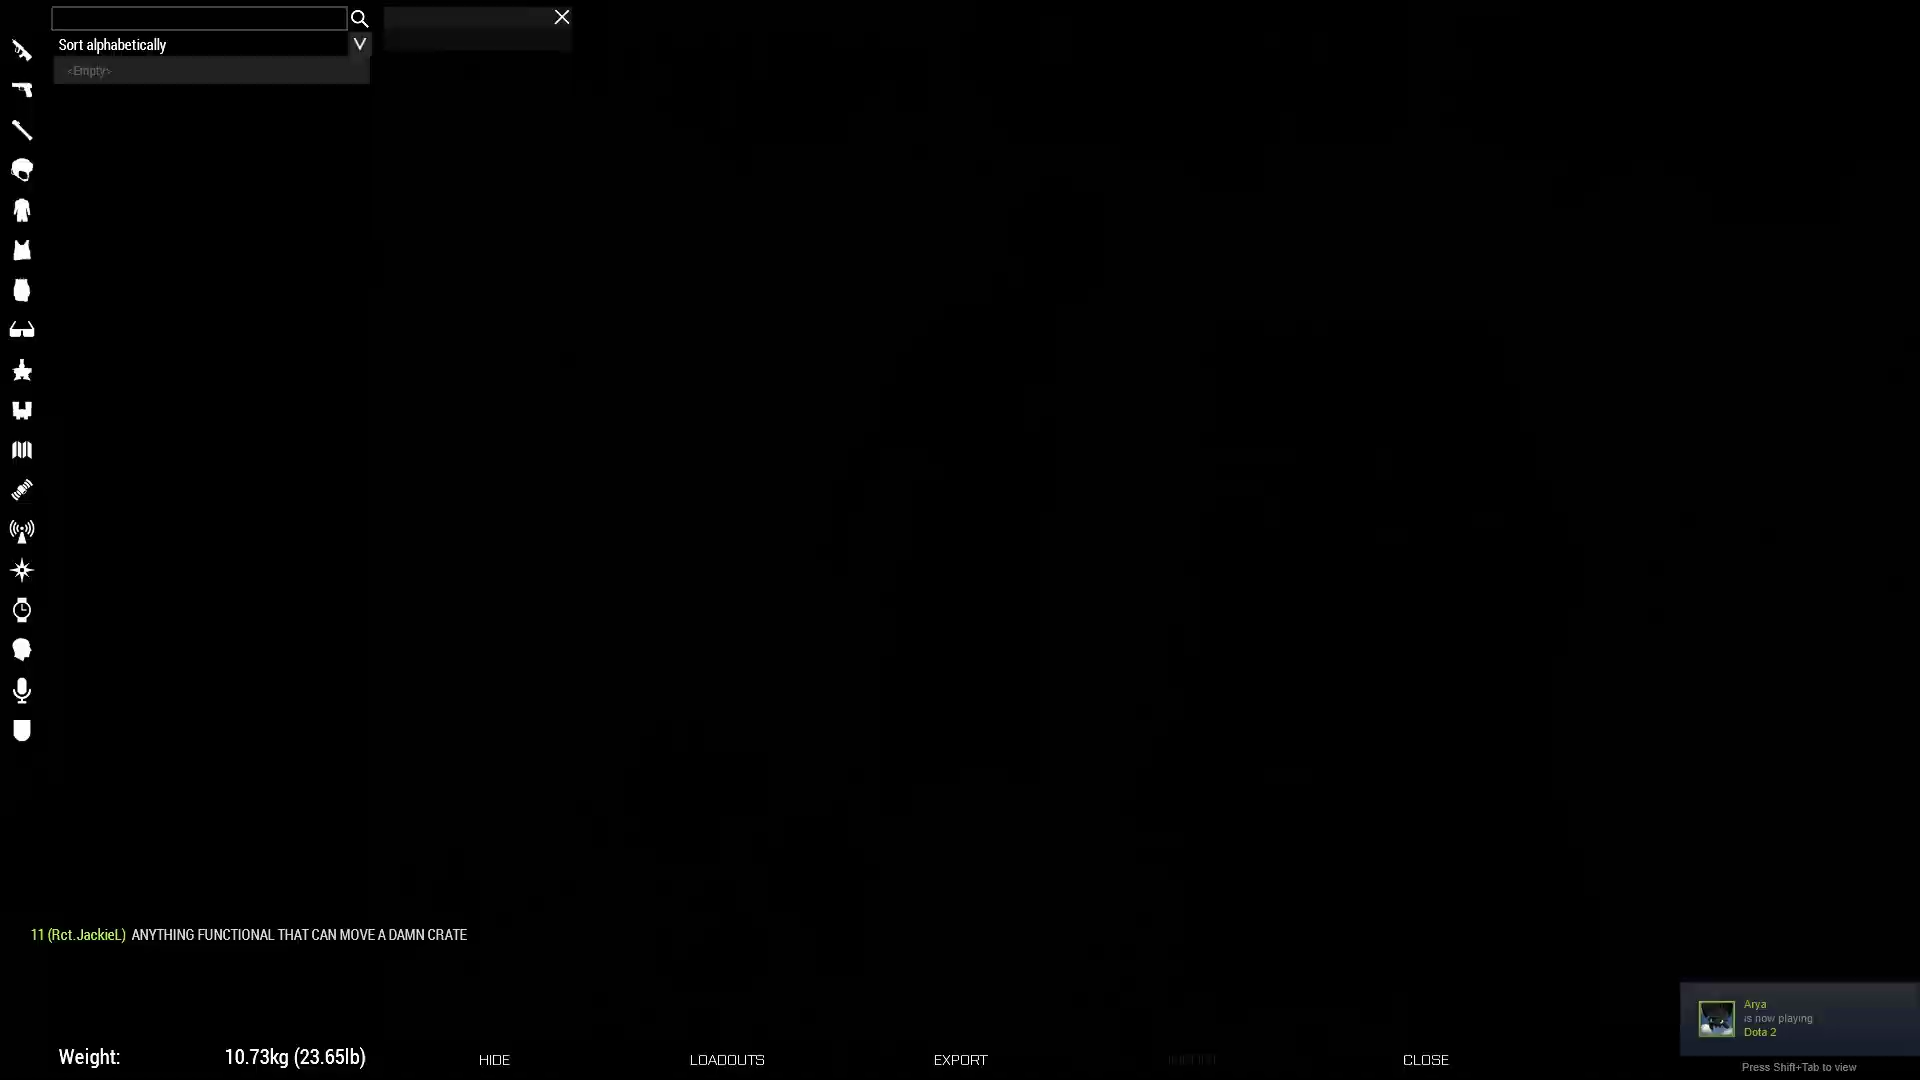 Sort alphabetically
V
<Empty>
11 (Rct.JackieL) ANYTHING FUNCTIONAL THAT CAN MOVE A DAMN CRATE
Arya
is now playing
Dota 2
Weight: 10.73kg (23.65lb)
HIDE
LOADOUTS
EXPORT
CLOSE
Press Shift+Tab to view